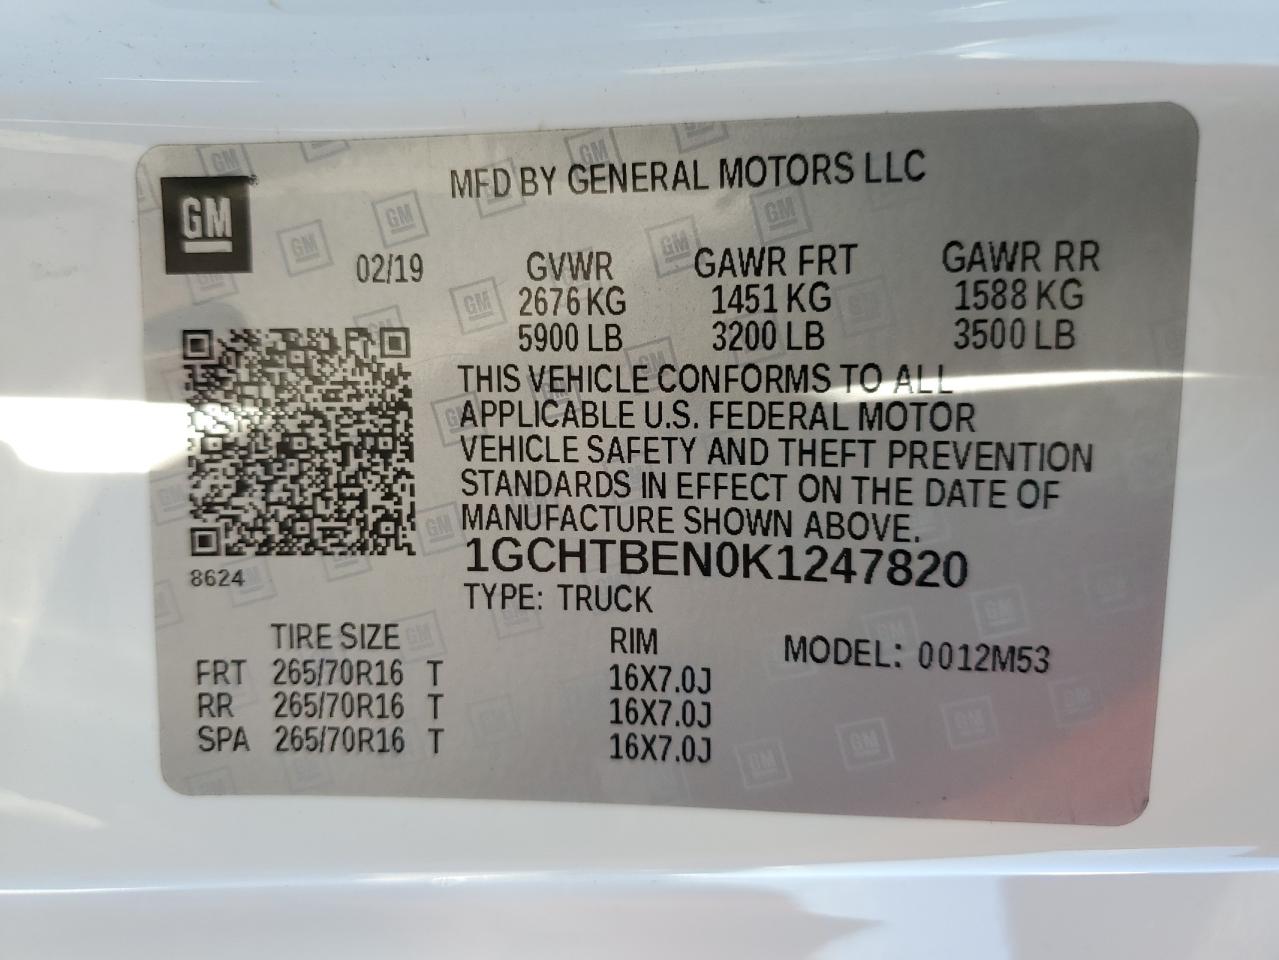 GM
MFD BY GENERAL MOTORS LLC
02/19 GVWR GAWR FRT GAWR RR
2676 KG 1451 KG 1588 KG
5900 LB 3200 LB 3500 LB
THIS VEHICLE CONFORMS TO ALL
APPLICABLE U.S. FEDERAL MOTOR
VEHICLE SAFETY AND THEFT PREVENTION
STANDARDS IN EFFECT ON THE DATE OF
MANUFACTURE SHOWN ABOVE.
1GCHTBEN0K1247820
8624
TYPE: TRUCK
TIRE SIZE RIM MODEL: 0012M53
FRT 265/70R16 T 16X7.0J
RR 265/70R16 T 16X7.0J
SPA 265/70R16 T 16X7.0J